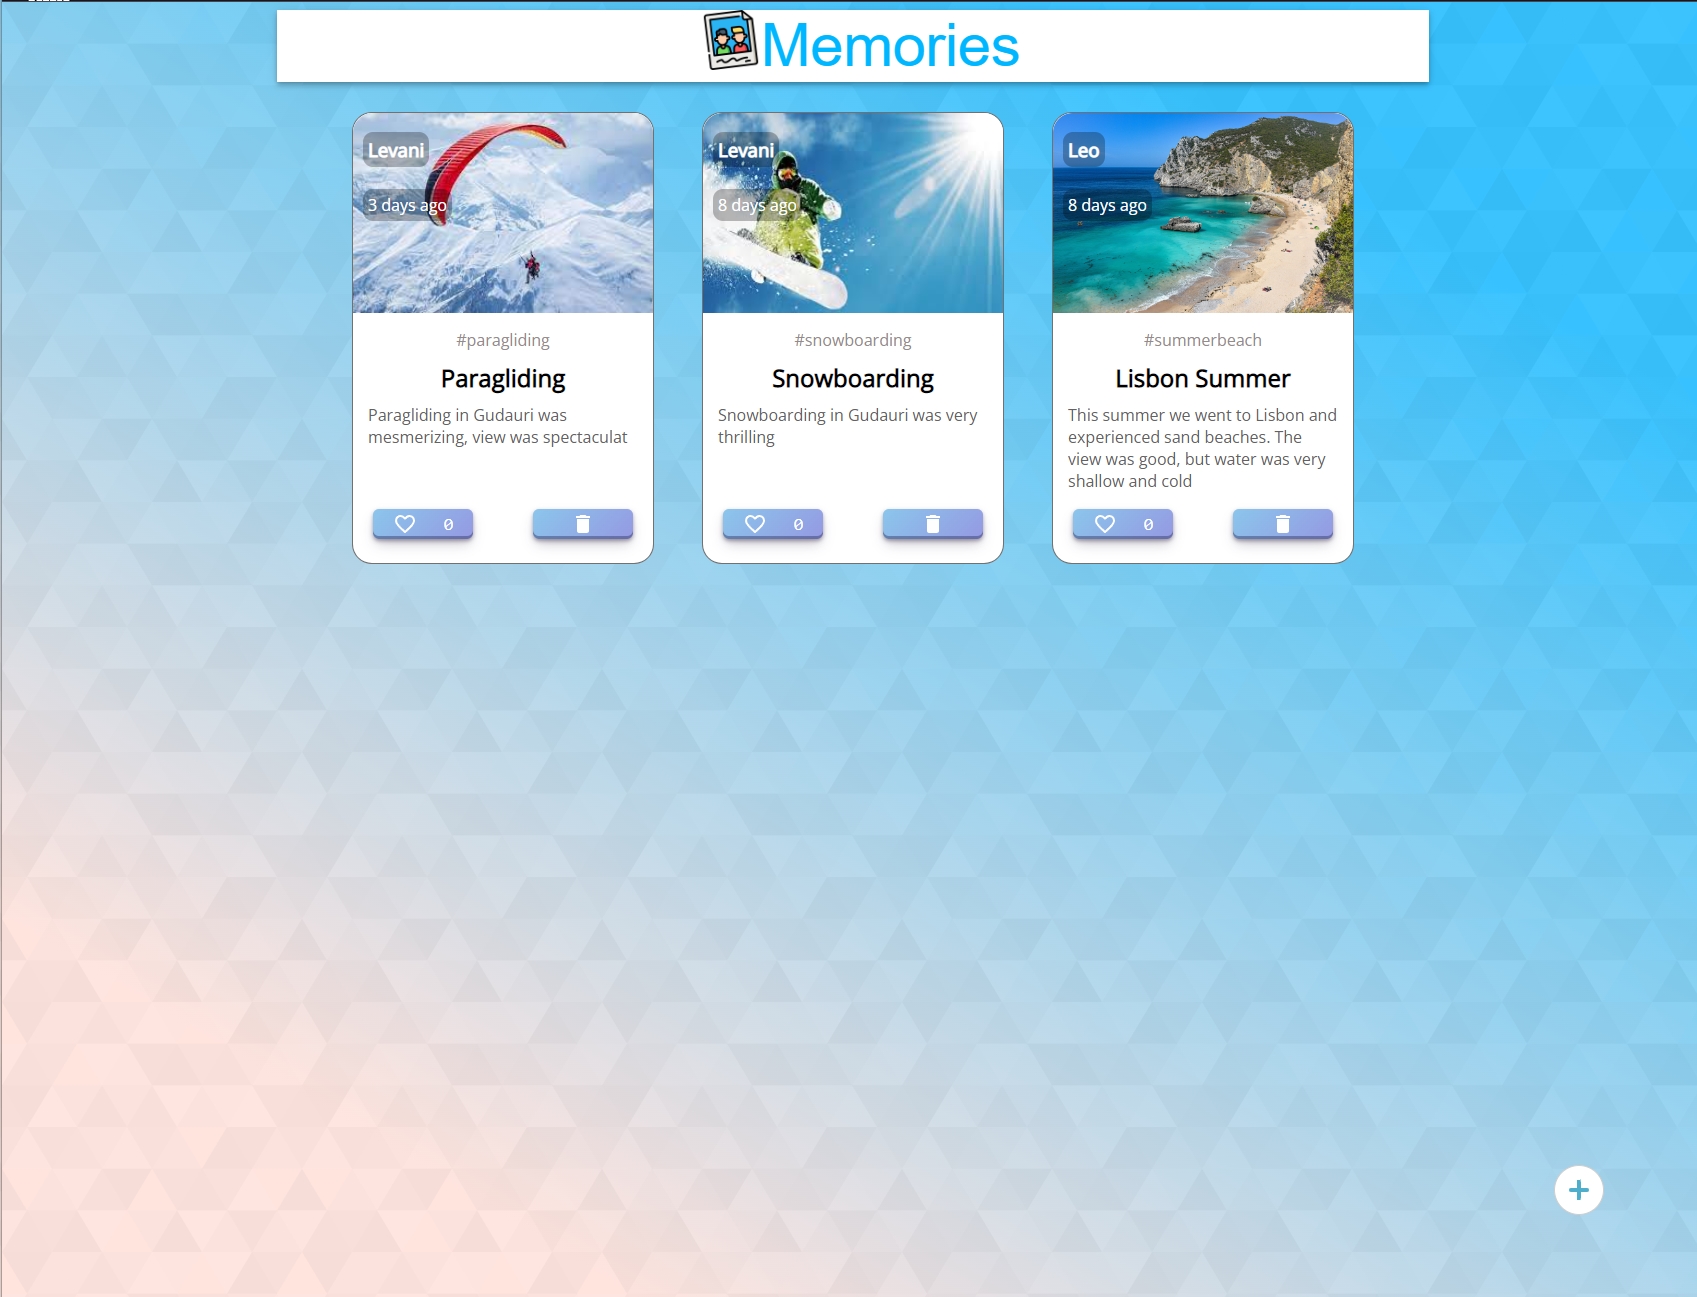 Memories
Levani
3 days ago
#paragliding
Paragliding
Paragliding in Gudauri was
mesmerizing, view was spectaculat
0
Levani
8 days ago
#snowboarding
Snowboarding
Snowboarding in Gudauri was very
thrilling
0
Leo
8 days ago
#summerbeach
Lisbon Summer
This summer we went to Lisbon and
experienced sand beaches. The
view was good, but water was very
shallow and cold
0